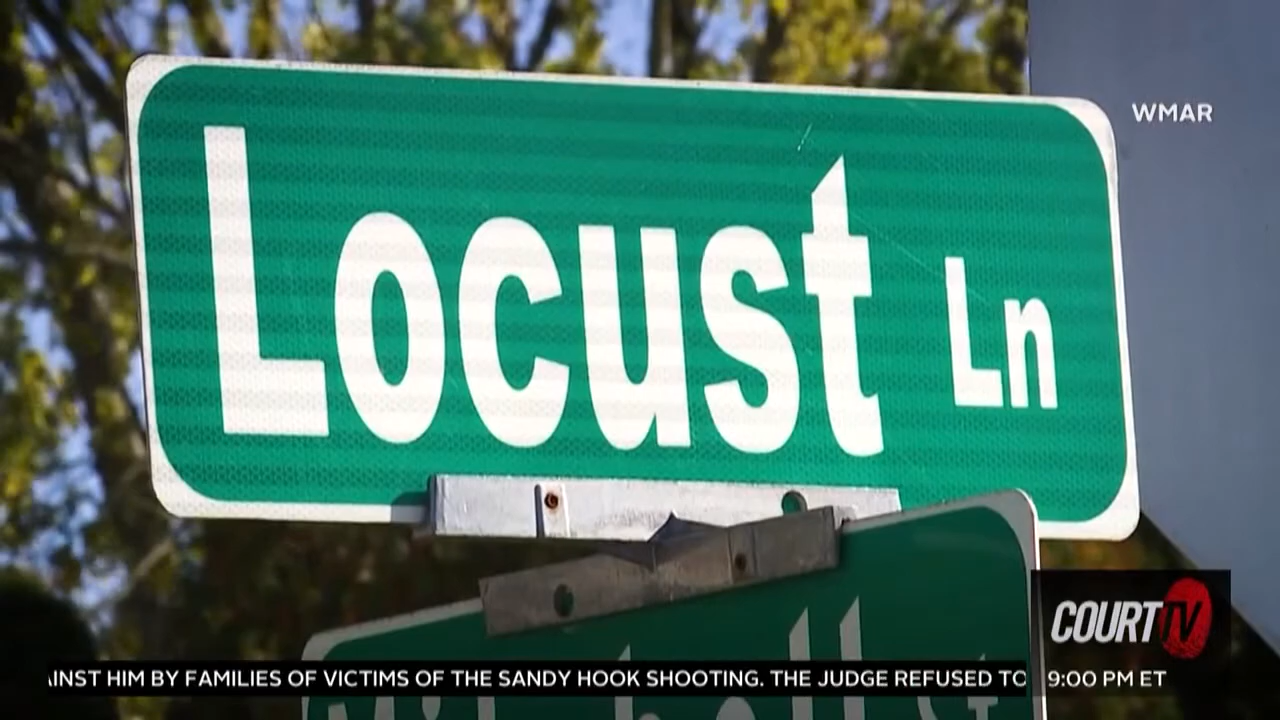 WMAR
Locust Ln
COURT TV
INST HIM BY FAMILIES OF VICTIMS OF THE SANDY HOOK SHOOTING. THE JUDGE REFUSED TO
9:00 PM ET